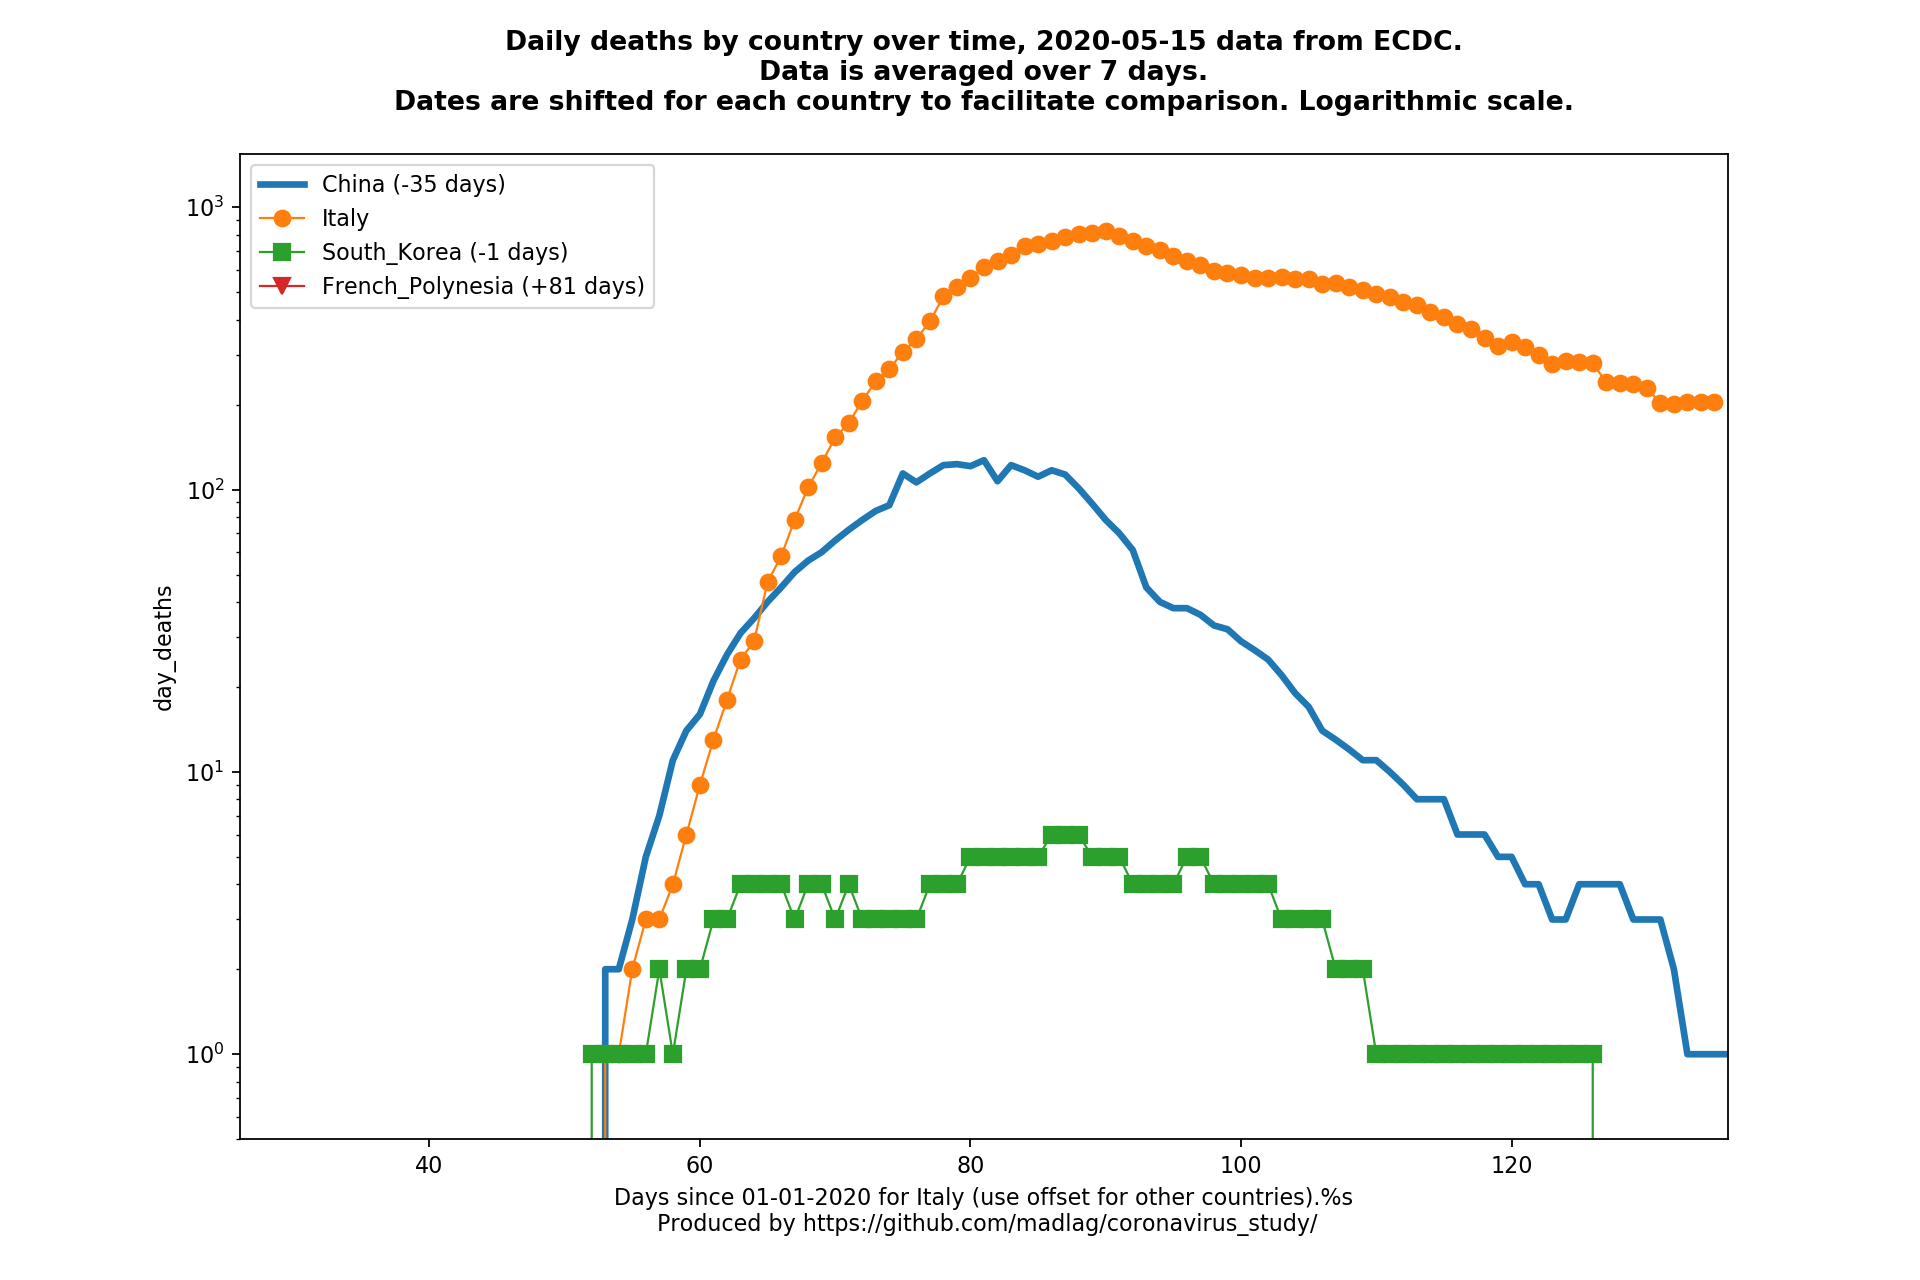 Daily deaths by country over time, 2020-05-15 data from ECDC.
Data is averaged over 7 days.
Dates are shifted for each country to facilitate comparison. Logarithmic scale.
China (-35 days)
Italy
South_Korea (-1 days)
French_Polynesia (+81 days)
10³
10²
10¹
10⁰
day_deaths
40 60 80 100 120
Days since 01-01-2020 for Italy (use offset for other countries).%s
Produced by https://github.com/madlag/coronavirus_study/